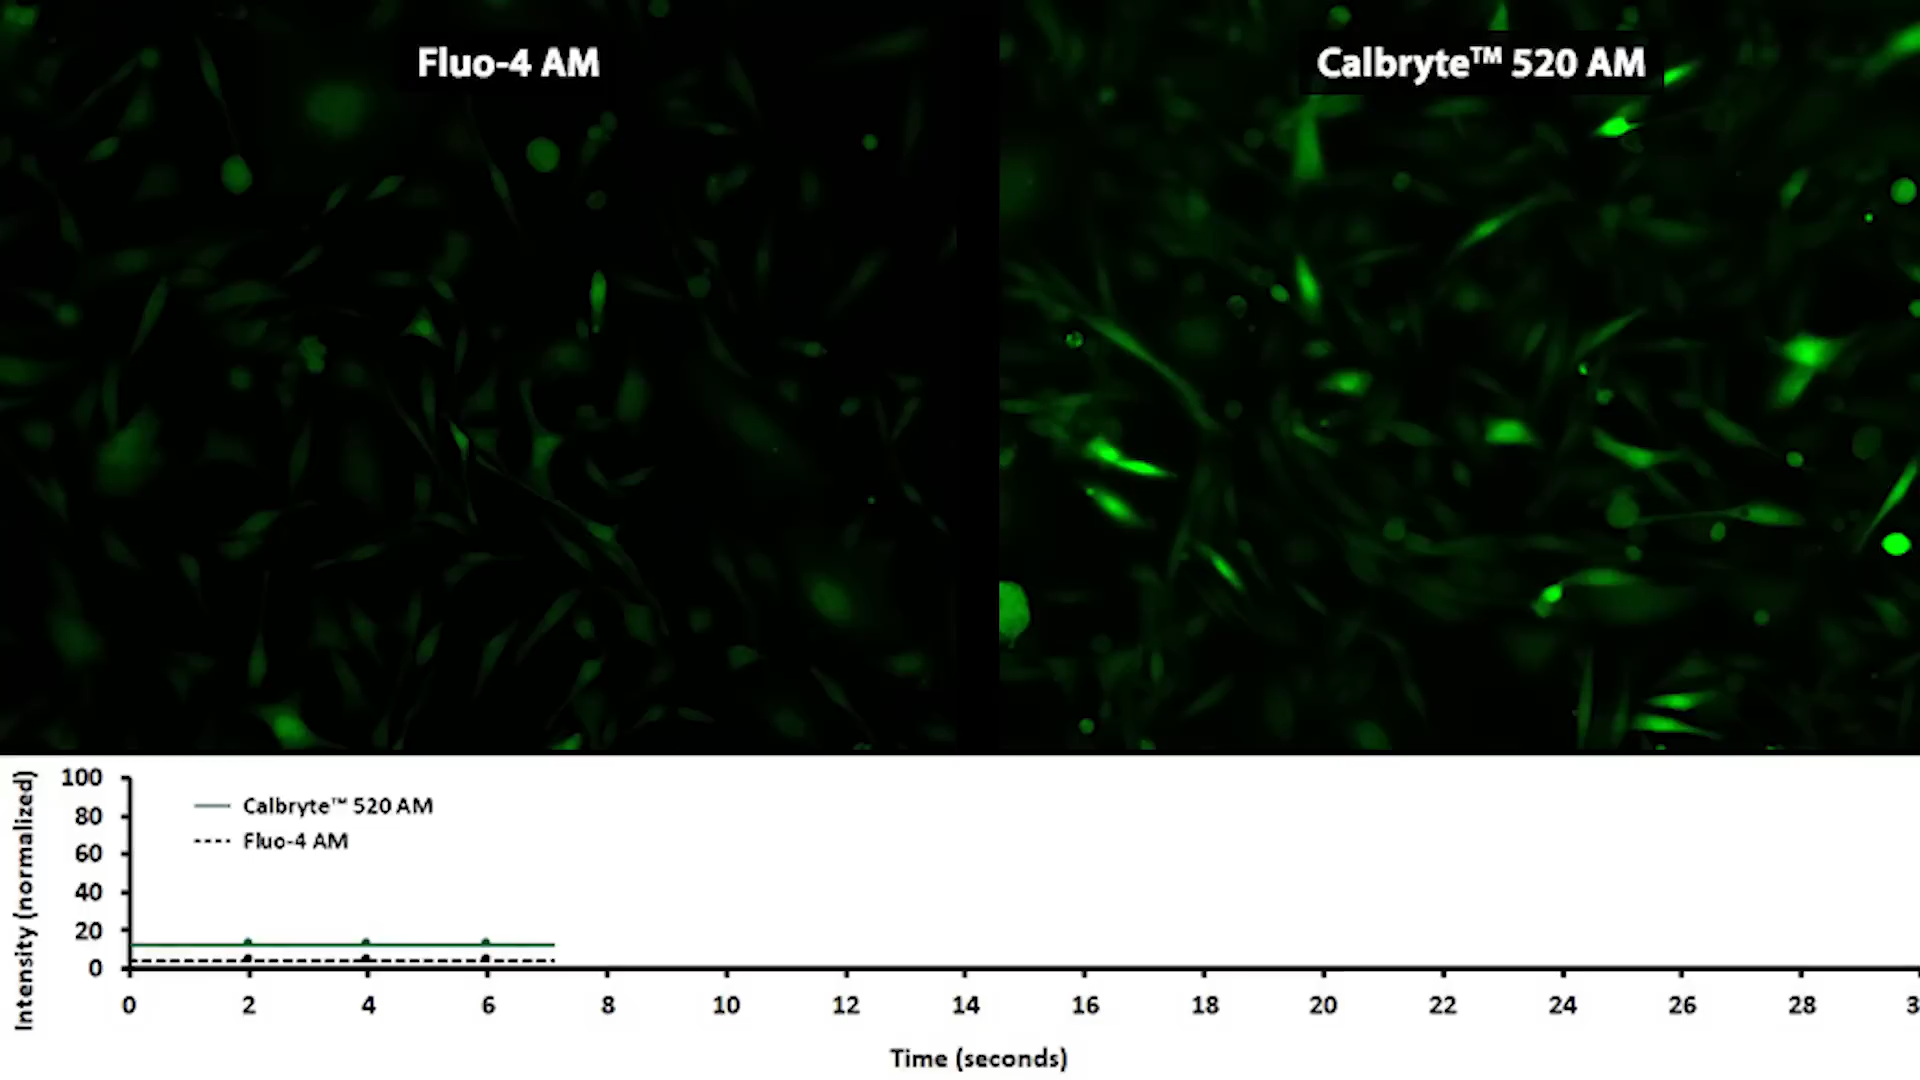 Fluo-4 AM
Calbryte™ 520 AM
Intensity (normalized)
100
80
60
40
20
0
Calbryte™ 520 AM
Fluo-4 AM
0 2 4 6 8 10 12 14 16 18 20 22 24 26 28 3
Time (seconds)